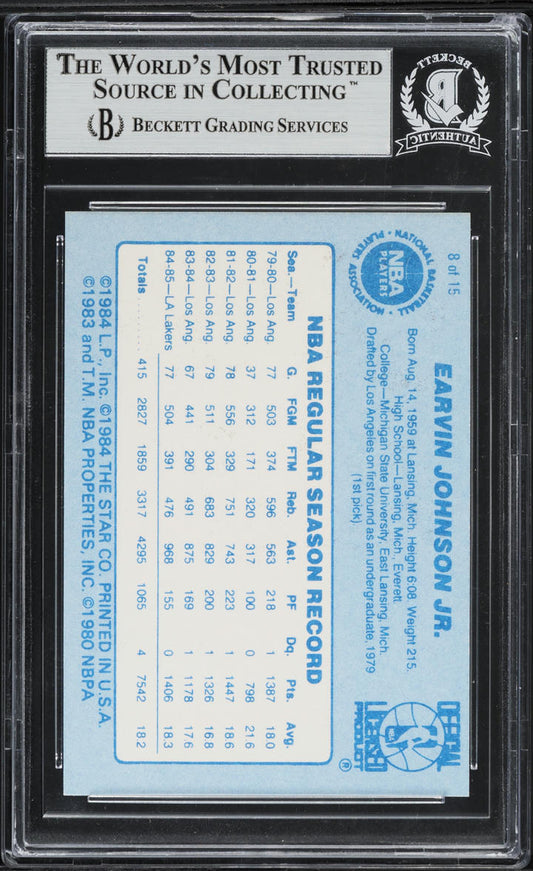 THE WORLD'S MOST TRUSTED
SOURCE IN COLLECTING™
B BECKETT GRADING SERVICES
BECKETT
B
AUTHENTIC
8 of 15
NATIONAL BASKETBALL
PLAYERS ASSOCIATION
NBA
PLAYERS
EARVIN JOHNSON JR.
Born Aug. 14, 1959 at Lansing, Mich. Height 6:08. Weight 215.
High School—Lansing, Mich., Everett
College—Michigan State University, East Lansing, Mich.
Drafted by Los Angeles on first round as an undergraduate, 1979
(1st pick)
OFFICIAL
LICENSED
PRODUCT
®
NBA REGULAR SEASON RECORD
Sea.—Team G. FGM FTM Reb. Ast. PF Dq. Pts. Avg.
79-80—Los Ang. 77 503 374 596 563 218 1 1387 18.0
80-81—Los Ang. 37 312 171 320 317 100 0 798 21.6
81-82—Los Ang. 78 556 329 751 743 223 1 1447 18.6
82-83—Los Ang. 79 511 304 683 829 200 1 1326 16.8
83-84—Los Ang. 67 441 290 491 875 169 1 1178 17.6
84-85—LA Lakers 77 504 391 476 968 155 0 1406 18.3
Totals ........ 415 2827 1859 3317 4295 1065 4 7542 18.2
©1984 L.P., Inc. ©1984 THE STAR CO. PRINTED IN U.S.A.
©1983 and T.M. NBA PROPERTIES, INC. ©1980 NBPA